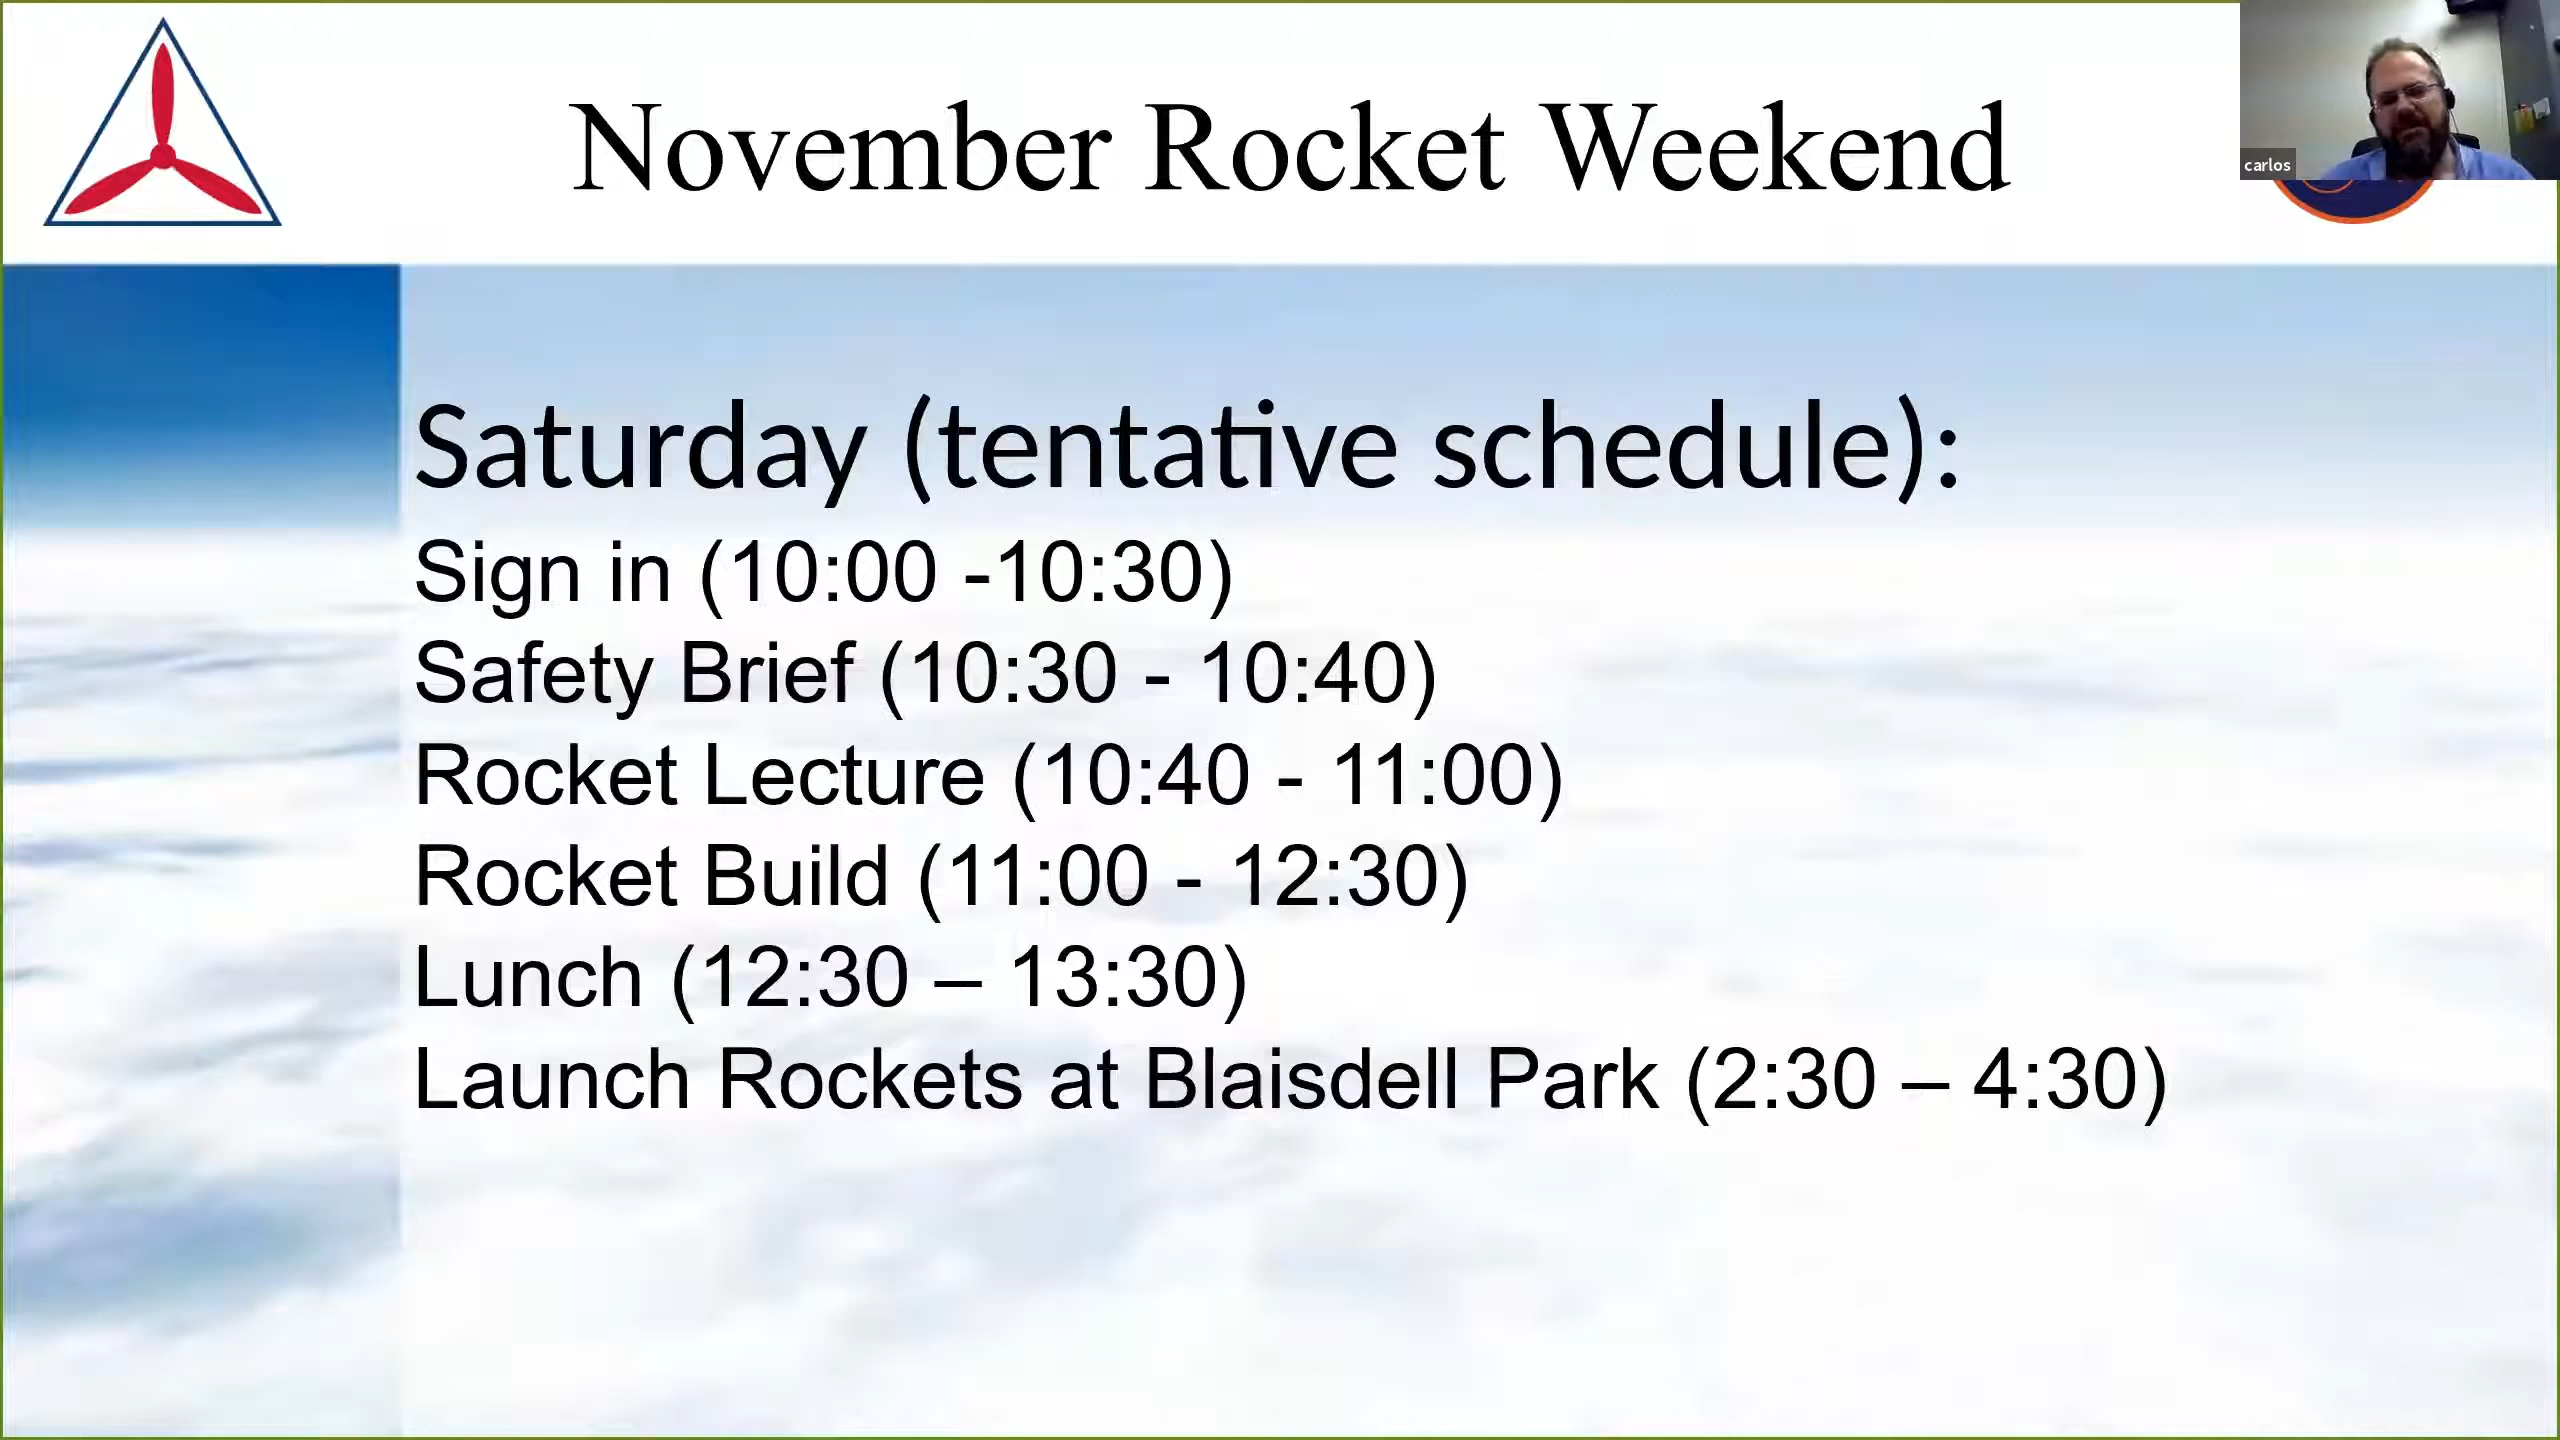 November Rocket Weekend
carlos
Saturday (tentative schedule):
Sign in (10:00 -10:30)
Safety Brief (10:30 - 10:40)
Rocket Lecture (10:40 - 11:00)
Rocket Build (11:00 - 12:30)
Lunch (12:30 – 13:30)
Launch Rockets at Blaisdell Park (2:30 – 4:30)